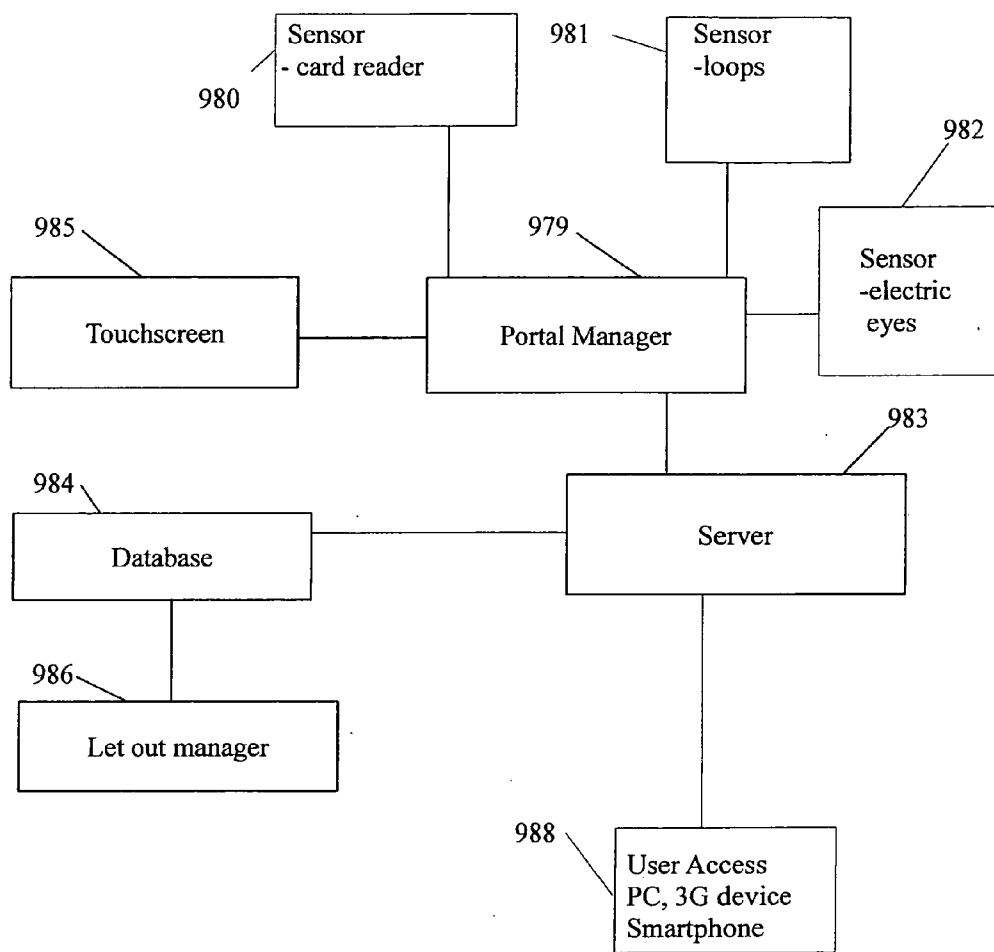 Sensor
- card reader
980
Sensor
-loops
981
982
Sensor
-electric
eyes
985
Touchscreen
979
Portal Manager
983
Server
984
Database
986
Let out manager
988
User Access
PC, 3G device
Smartphone